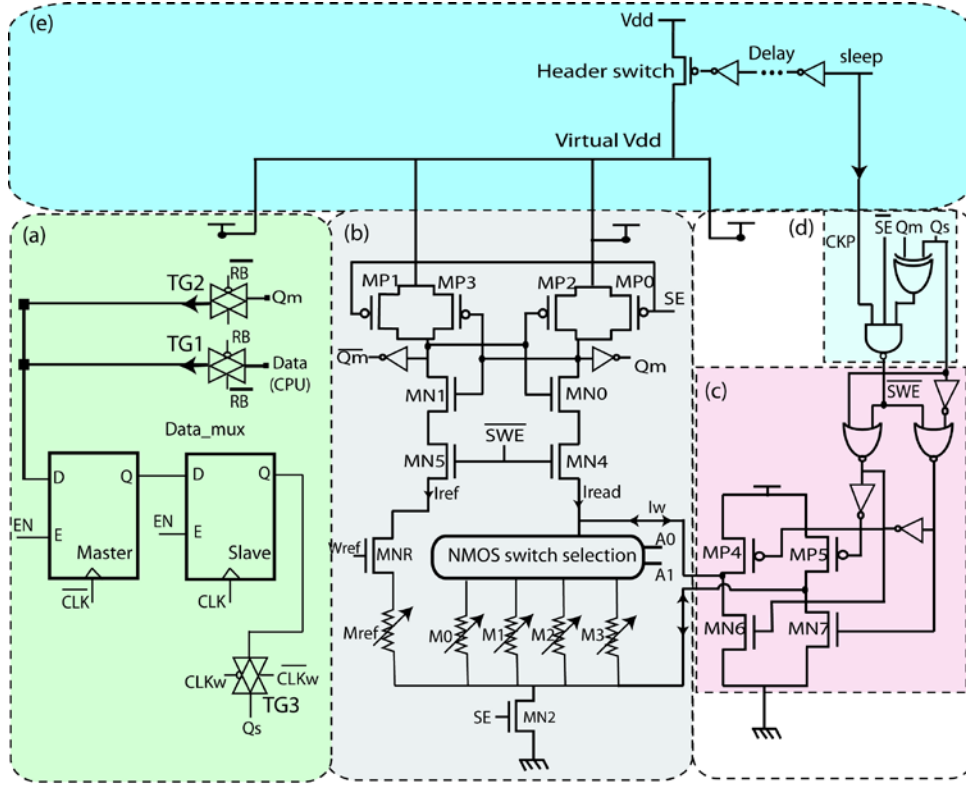 (e)
Vdd
Header switch
Delay
sleep
Virtual Vdd
(a)
TG2
RB
Qm
RB
TG1
Data
(CPU)
RB
Data_mux
D
Q
EN
E
Master
CLK
D
Q
EN
E
Slave
CLK
CLKw
CLKw
TG3
Qs
(b)
MP1
MP3
MP2
MP0
SE
Qm
Qm
MN1
MN0
SWE
MN5
MN4
Iref
Iread
Iw
Wref
MNR
NMOS switch selection
A0
A1
Mref
M0
M1
M2
M3
SE
MN2
(d)
CKP
SE
Qm
Qs
(c)
SWE
MP4
MP5
MN6
MN7